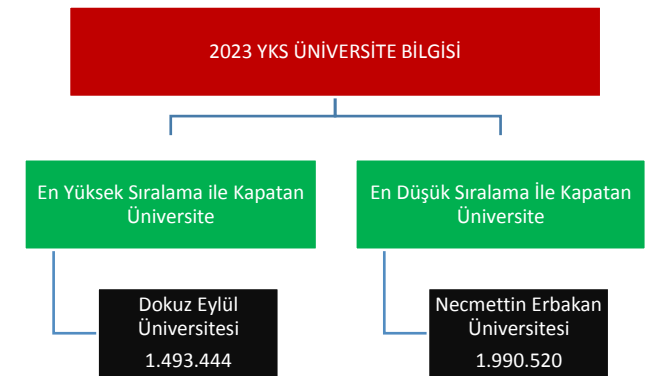 2023 YKS ÜNİVERSİTE BİLGİSİ
En Yüksek Sıralama ile Kapatan
Üniversite
Dokuz Eylül
Üniversitesi
1.493.444
En Düşük Sıralama İle Kapatan
Üniversite
Necmettin Erbakan
Üniversitesi
1.990.520